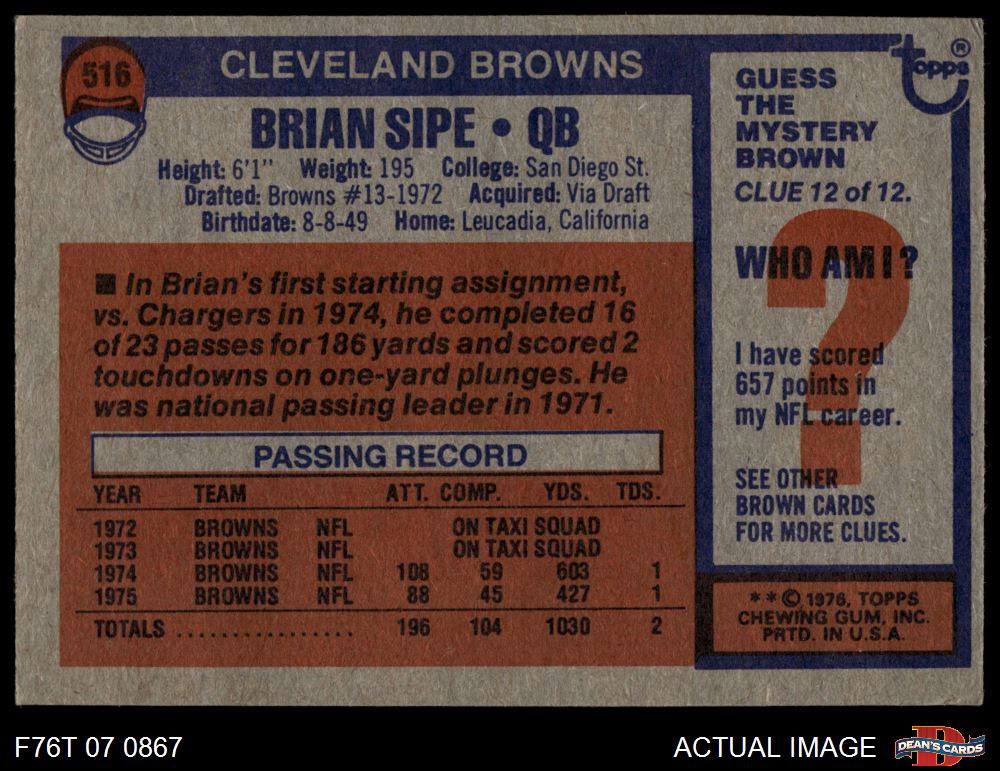 516
CLEVELAND BROWNS
BRIAN SIPE • QB
Height: 6'1" Weight: 195 College: San Diego St.
Drafted: Browns #13-1972 Acquired: Via Draft
Birthdate: 8-8-49 Home: Leucadia, California
■ In Brian's first starting assignment,
vs. Chargers in 1974, he completed 16
of 23 passes for 186 yards and scored 2
touchdowns on one-yard plunges. He
was national passing leader in 1971.
PASSING RECORD
YEAR TEAM ATT. COMP. YDS. TDS.
1972 BROWNS NFL ON TAXI SQUAD
1973 BROWNS NFL ON TAXI SQUAD
1974 BROWNS NFL 108 59 603 1
1975 BROWNS NFL 88 45 427 1
TOTALS ................. 196 104 1030 2
Topps ®
GUESS
THE
MYSTERY
BROWN
CLUE 12 of 12.
?
WHO AM I?
I have scored
657 points in
my NFL career.
SEE OTHER
BROWN CARDS
FOR MORE CLUES.
* * © 1976, TOPPS
CHEWING GUM, INC.
PRTD. IN U.S.A.
F76T 07 0867
ACTUAL IMAGE
DEAN'S CARDS